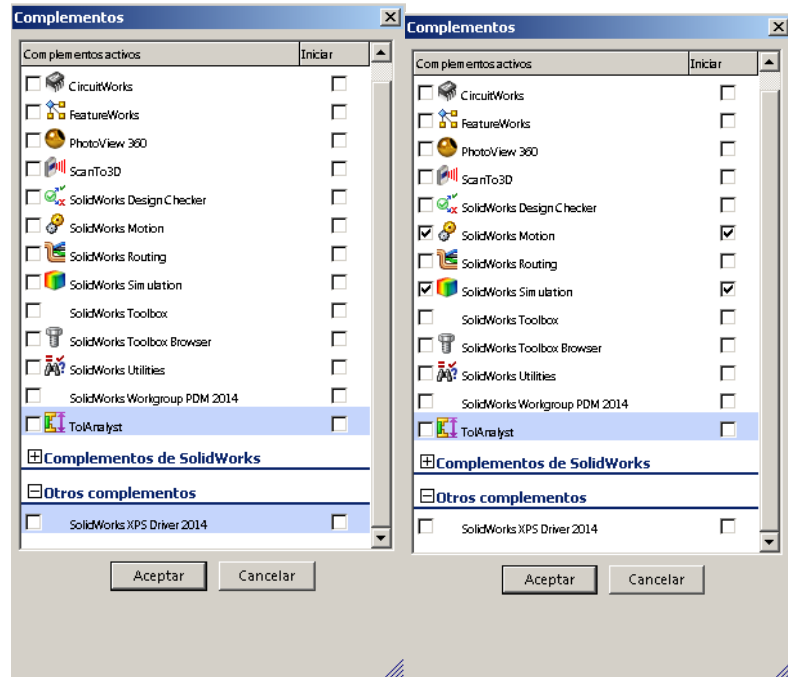 Complementos
Complementos activos Iniciar
CircuitWorks
FeatureWorks
PhotoView 360
ScanTo3D
SolidWorks Design Checker
SolidWorks Motion
SolidWorks Routing
SolidWorks Simulation
SolidWorks Toolbox
SolidWorks Toolbox Browser
SolidWorks Utilities
SolidWorks Workgroup PDM 2014
TolAnalyst
Complementos de SolidWorks
Otros complementos
SolidWorks XPS Driver 2014
Aceptar Cancelar
Complementos
Complementos activos Iniciar
CircuitWorks
FeatureWorks
PhotoView 360
ScanTo3D
SolidWorks Design Checker
SolidWorks Motion
SolidWorks Routing
SolidWorks Simulation
SolidWorks Toolbox
SolidWorks Toolbox Browser
SolidWorks Utilities
SolidWorks Workgroup PDM 2014
TolAnalyst
Complementos de SolidWorks
Otros complementos
SolidWorks XPS Driver 2014
Aceptar Cancelar